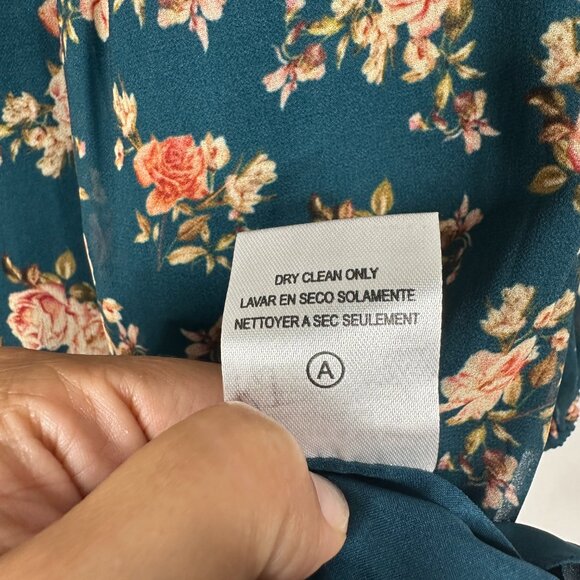 DRY CLEAN ONLY
LAVAR EN SECO SOLAMENTE
NETTOYER A SEC SEULEMENT
A